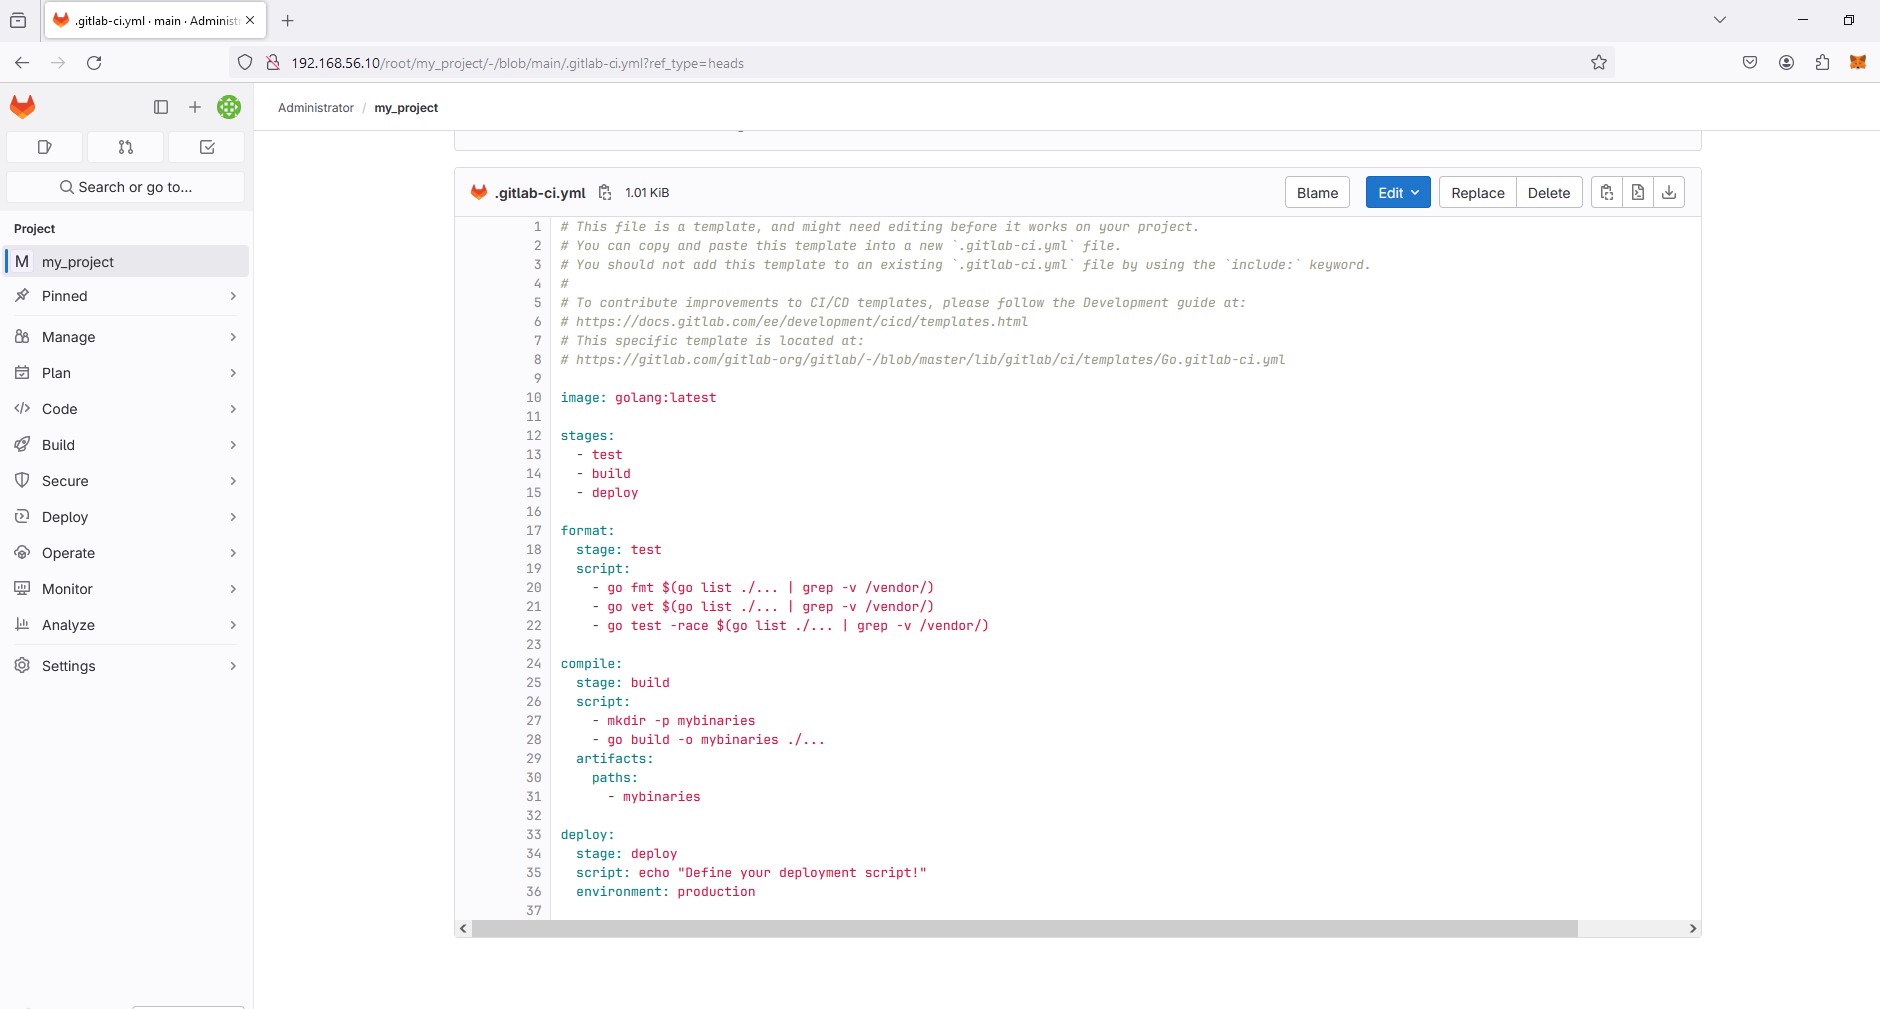 .gitlab-ci.yml · main · Administr
192.168.56.10/root/my_project/-/blob/main/.gitlab-ci.yml?ref_type=heads
Administrator / my_project
Search or go to...
Project
M my_project
Pinned
Manage
Plan
Code
Build
Secure
Deploy
Operate
Monitor
Analyze
Settings
.gitlab-ci.yml 1.01 KiB
Blame Edit Replace Delete
1 # This file is a template, and might need editing before it works on your project.
2 # You can copy and paste this template into a new `.gitlab-ci.yml` file.
3 # You should not add this template to an existing `.gitlab-ci.yml` file by using the `include:` keyword.
4 #
5 # To contribute improvements to CI/CD templates, please follow the Development guide at:
6 # https://docs.gitlab.com/ee/development/cicd/templates.html
7 # This specific template is located at:
8 # https://gitlab.com/gitlab-org/gitlab/-/blob/master/lib/gitlab/ci/templates/Go.gitlab-ci.yml
9
10 image: golang:latest
11
12 stages:
13 - test
14 - build
15 - deploy
16
17 format:
18 stage: test
19 script:
20 - go fmt $(go list ./... | grep -v /vendor/)
21 - go vet $(go list ./... | grep -v /vendor/)
22 - go test -race $(go list ./... | grep -v /vendor/)
23
24 compile:
25 stage: build
26 script:
27 - mkdir -p mybinaries
28 - go build -o mybinaries ./...
29 artifacts:
30 paths:
31 - mybinaries
32
33 deploy:
34 stage: deploy
35 script: echo "Define your deployment script!"
36 environment: production
37